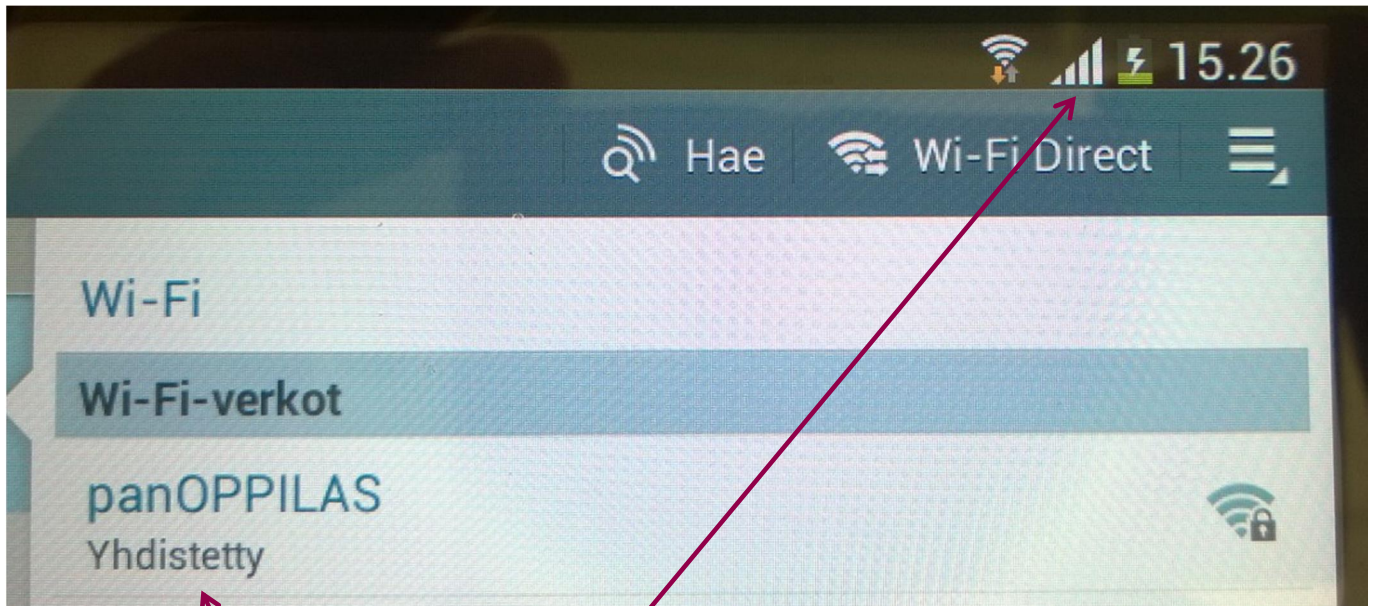 15.26
Hae Wi-Fi Direct
Wi-Fi
Wi-Fi-verkot
panOPPILAS
Yhdistetty